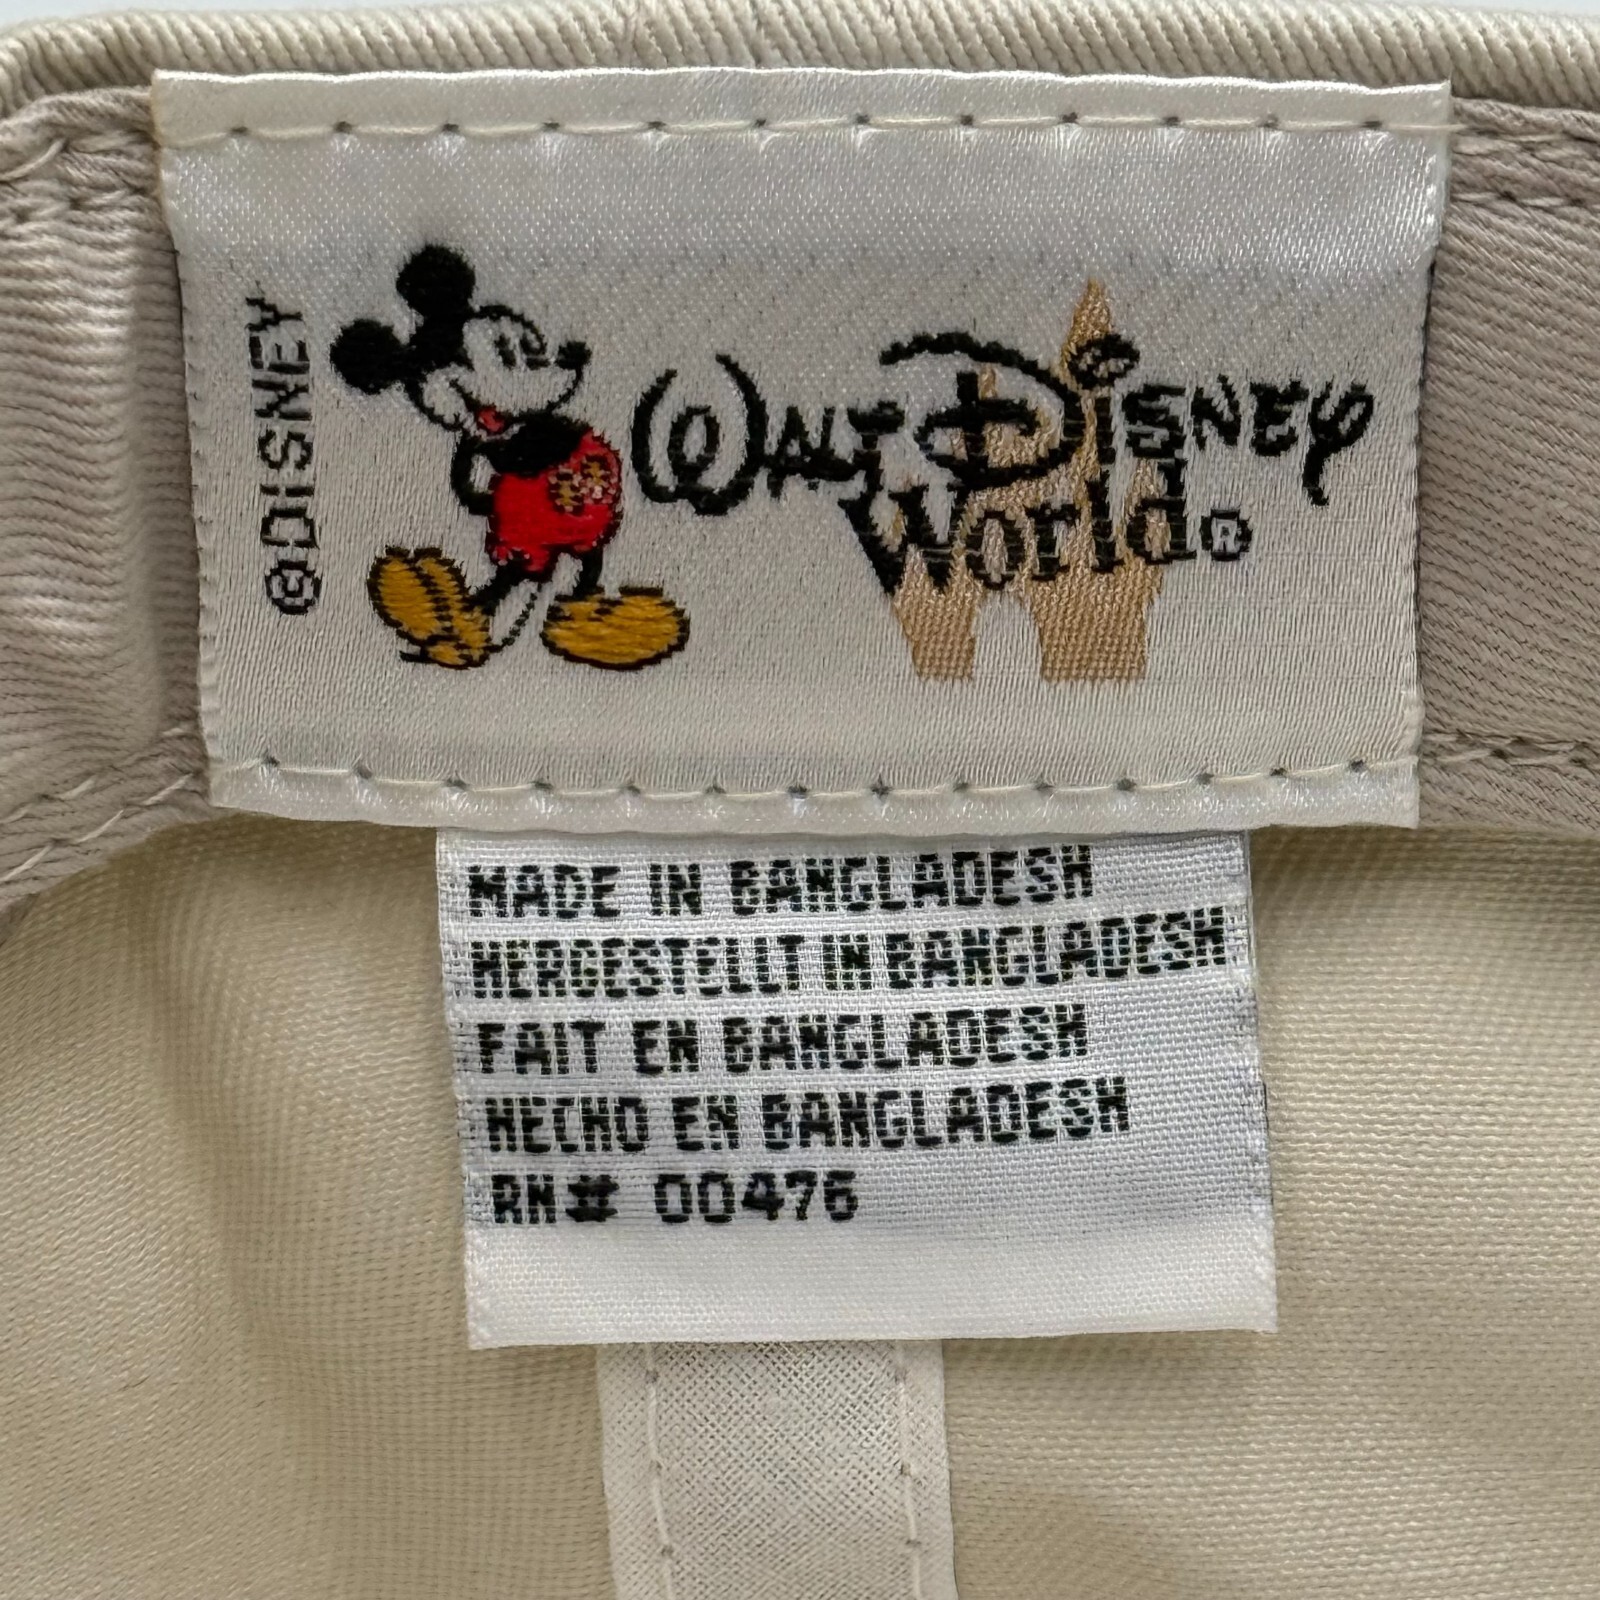 ©DISNEY
WALT DISNEY
World®
MADE IN BANGLADESH
HERGESTELLT IN BANGLADESH
FAIT EN BANGLADESH
HECHO EN BANGLADESH
RN# 00476